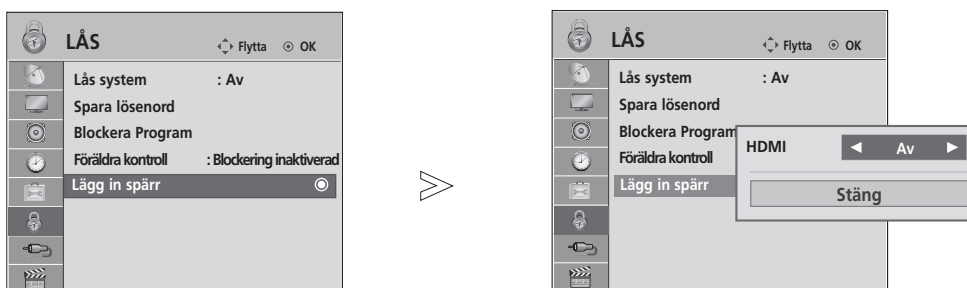 LÅS
Flytta OK
Lås system : Av
Spara lösenord
Blockera Program
Föräldra kontroll : Blockering inaktiverad
Lägg in spärr
LÅS
Flytta OK
Lås system : Av
Spara lösenord
Blockera Program
Föräldra kontroll
Lägg in spärr
HDMI ◀ Av ▶
Stäng